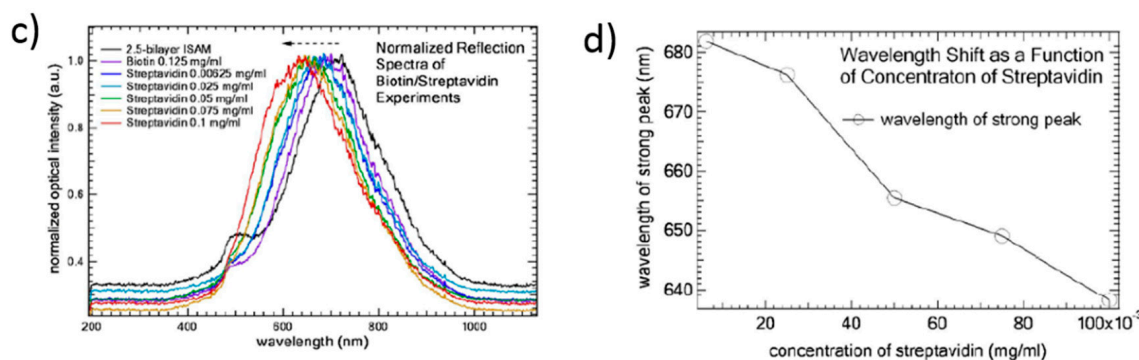 c)
Normalized Reflection
Spectra of
Biotin/Streptavidin
Experiments
2.5-bilayer ISAM
Biotin 0.125 mg/ml
Streptavidin 0.00625 mg/ml
Streptavidin 0.025 mg/ml
Streptavidin 0.05 mg/ml
Streptavidin 0.075 mg/ml
Streptavidin 0.1 mg/ml
normalized optical intensity (a.u.)
1.0
0.8
0.6
0.4
200
400
600
800
1000
wavelength (nm)
d)
Wavelength Shift as a Function
of Concentraton of Streptavidin
wavelength of strong peak
wavelength of strong peak (nm)
680
670
660
650
640
20
40
60
80
100x10-3
concentration of streptavidin (mg/ml)